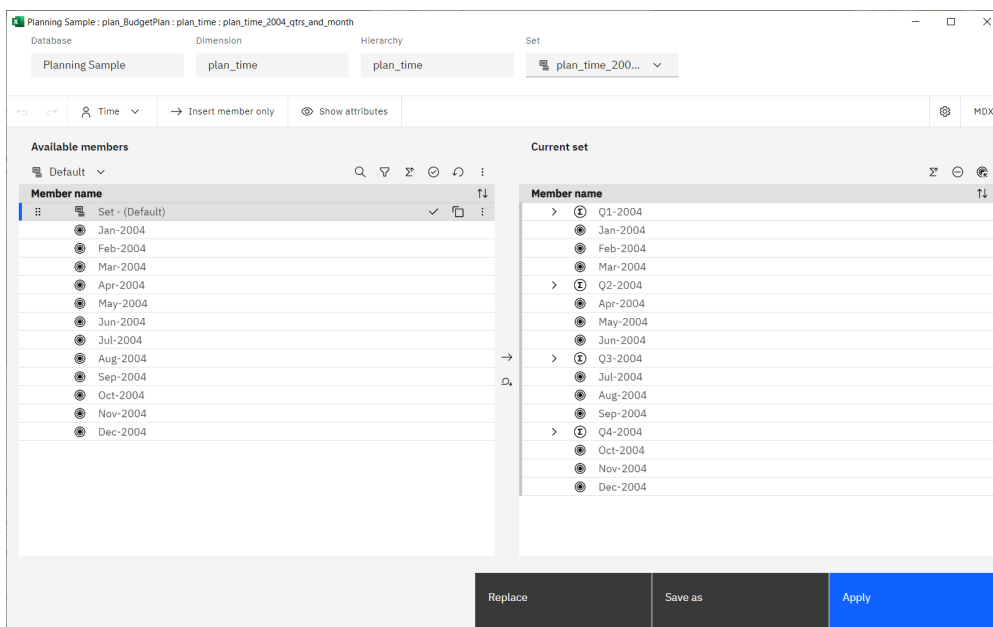 Planning Sample : plan_BudgetPlan : plan_time : plan_time_2004_qtrs_and_month
Database Dimension Hierarchy Set
Planning Sample plan_time plan_time plan_time_200...
Time Insert member only Show attributes MDX
Available members
Default
Member name
Set - (Default)
Jan-2004
Feb-2004
Mar-2004
Apr-2004
May-2004
Jun-2004
Jul-2004
Aug-2004
Sep-2004
Oct-2004
Nov-2004
Dec-2004
Current set
Member name
Q1-2004
Jan-2004
Feb-2004
Mar-2004
Q2-2004
Apr-2004
May-2004
Jun-2004
Q3-2004
Jul-2004
Aug-2004
Sep-2004
Q4-2004
Oct-2004
Nov-2004
Dec-2004
Replace Save as Apply